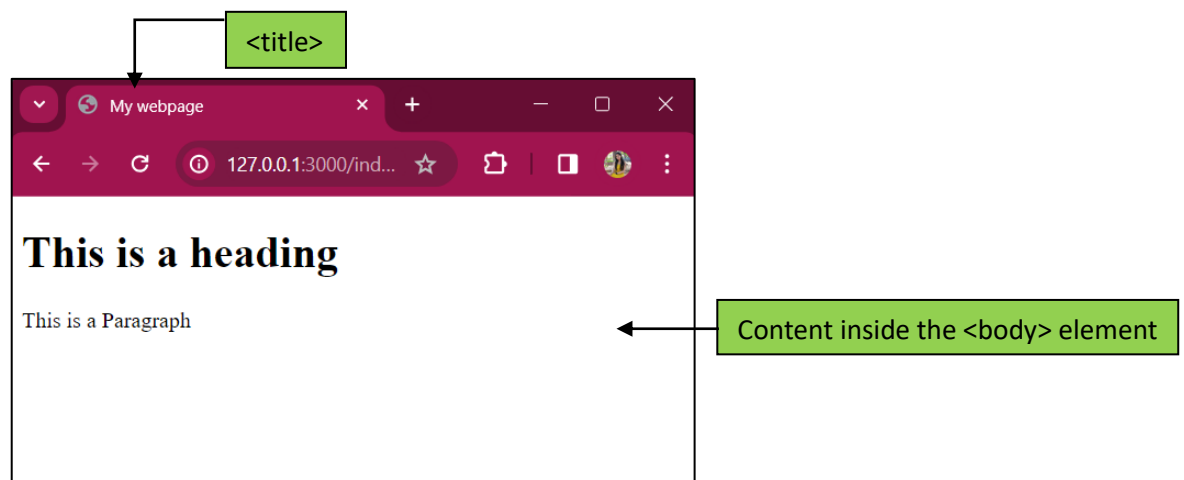 <title>
My webpage
127.0.0.1:3000/ind...
This is a heading
This is a Paragraph
Content inside the <body> element